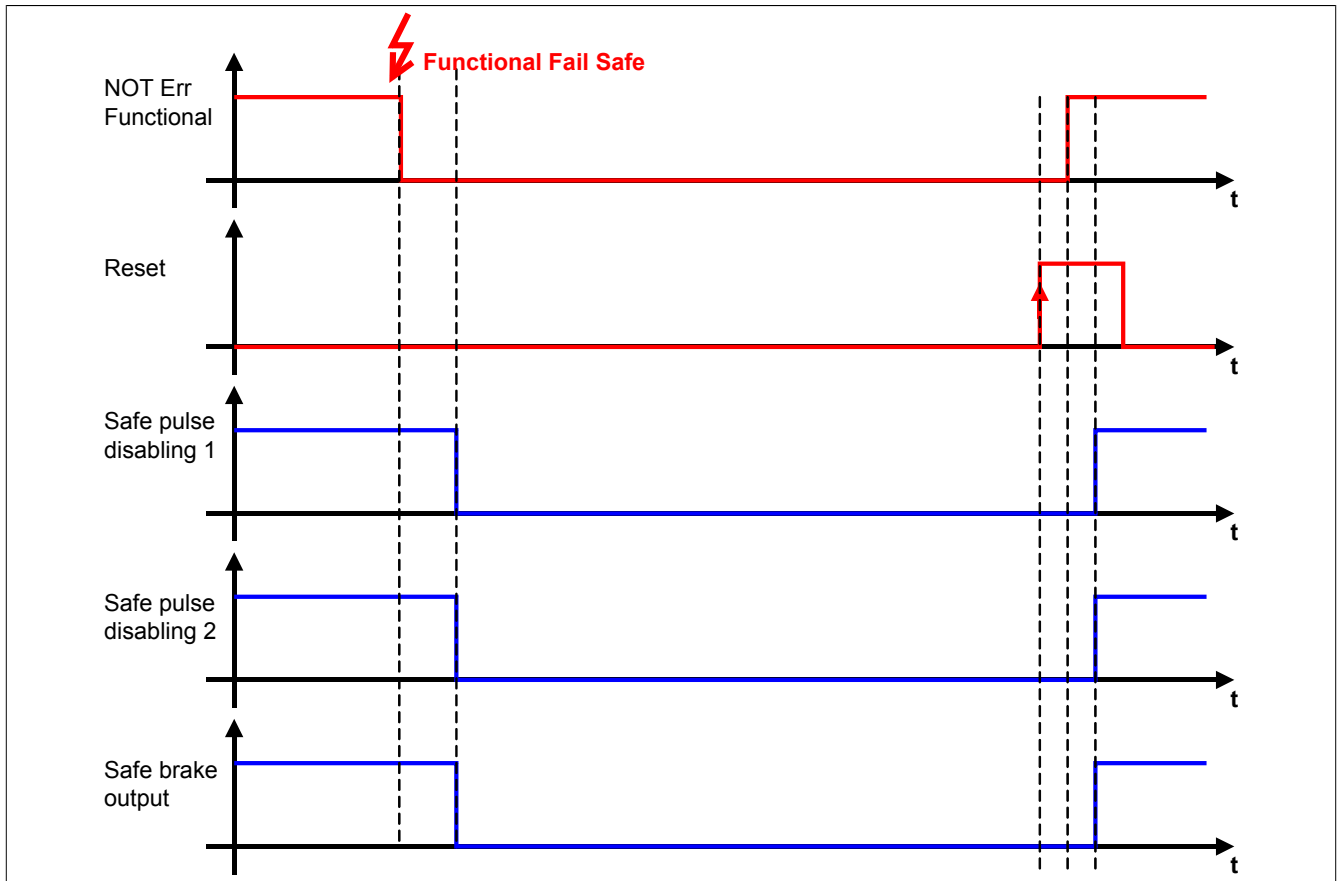 Functional Fail Safe
NOT Err
Functional
t
Reset
t
Safe pulse
disabling 1
t
Safe pulse
disabling 2
t
Safe brake
output
t